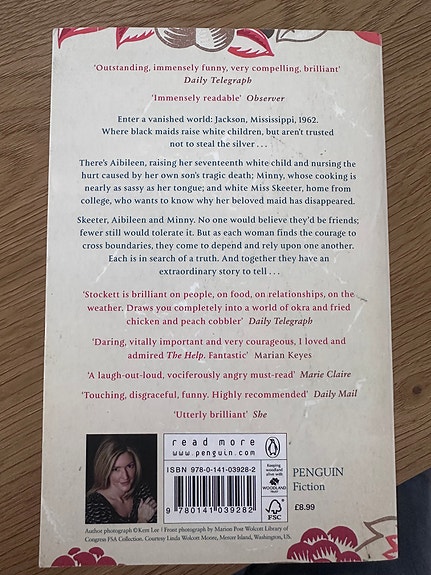 ‘Outstanding, immensely funny, very compelling, brilliant’
Daily Telegraph
‘Immensely readable’ Observer
Enter a vanished world: Jackson, Mississippi, 1962.
Where black maids raise white children, but aren’t trusted
not to steal the silver . . .
There’s Aibileen, raising her seventeenth white child and nursing the
hurt caused by her own son’s tragic death; Minny, whose cooking is
nearly as sassy as her tongue; and white Miss Skeeter, home from
college, who wants to know why her beloved maid has disappeared.
Skeeter, Aibileen and Minny. No one would believe they’d be friends;
fewer still would tolerate it. But as each woman finds the courage to
cross boundaries, they come to depend and rely upon one another.
Each is in search of a truth. And together they have an
extraordinary story to tell . . .
‘Stockett is brilliant on people, on food, on relationships, on the
weather. Draws you completely into a world of okra and fried
chicken and peach cobbler’ Daily Telegraph
‘Daring, vitally important and very courageous, I loved and
admired The Help. Fantastic’ Marian Keyes
‘A laugh-out-loud, vociferously angry must-read’ Marie Claire
‘Touching, disgraceful, funny. Highly recommended’ Daily Mail
‘Utterly brilliant’ She
read more
www.penguin.com
ISBN 978-0-141-03928-2
9 780141 039282
Keeping
woodland
alive with
WOODLAND
TRUST
FSC
PENGUIN
Fiction
£8.99
Author photograph © Kem Lee | Front photograph by Marion Post Wolcott Library of
Congress FSA Collection. Courtesy Linda Wolcott Moore, Mercer Island, Washington, US.